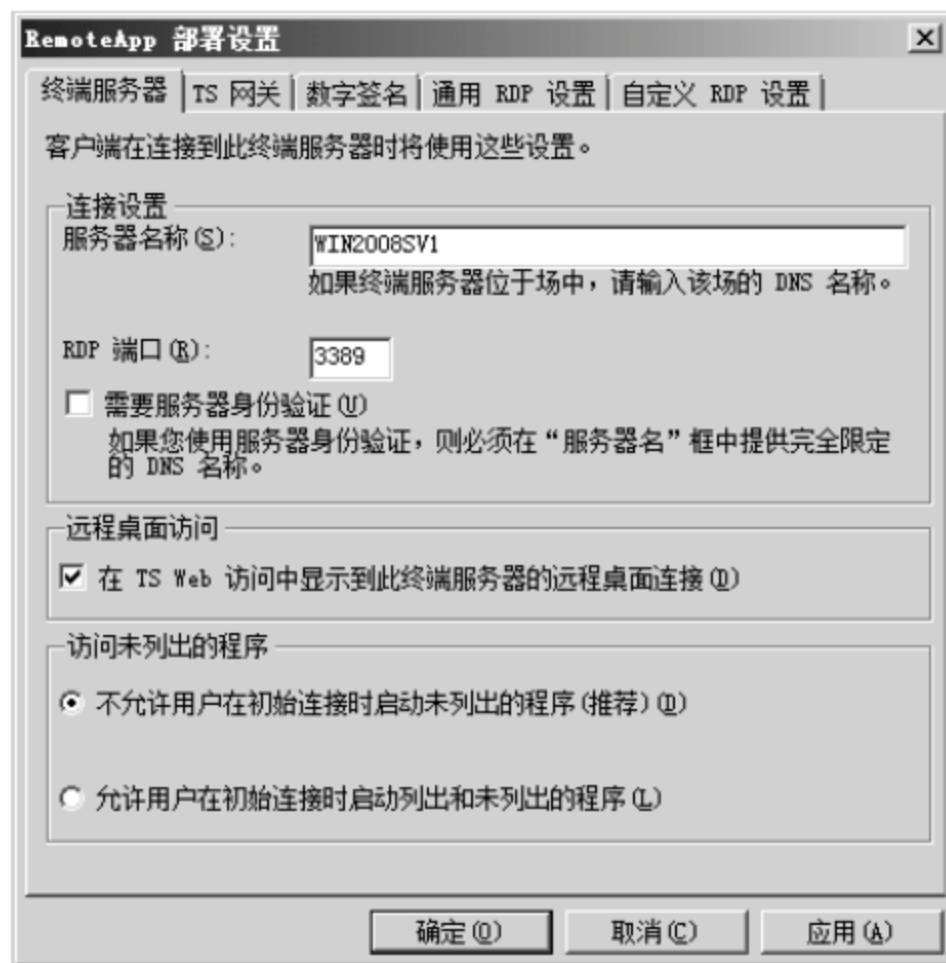 RemoteApp 部署设置
终端服务器 TS 网关 数字签名 通用 RDP 设置 自定义 RDP 设置
客户端在连接到此终端服务器时将使用这些设置。
连接设置
服务器名称(S): WIN2008SV1
如果终端服务器位于场中，请输入该场的 DNS 名称。
RDP 端口(R): 3389
需要服务器身份验证(U)
如果您使用服务器身份验证，则必须在“服务器名”框中提供完全限定
的 DNS 名称。
远程桌面访问
在 TS Web 访问中显示到此终端服务器的远程桌面连接(D)
访问未列出的程序
不允许用户在初始连接时启动未列出的程序(推荐)(D)
允许用户在初始连接时启动列出和未列出的程序(L)
确定(O) 取消(C) 应用(A)